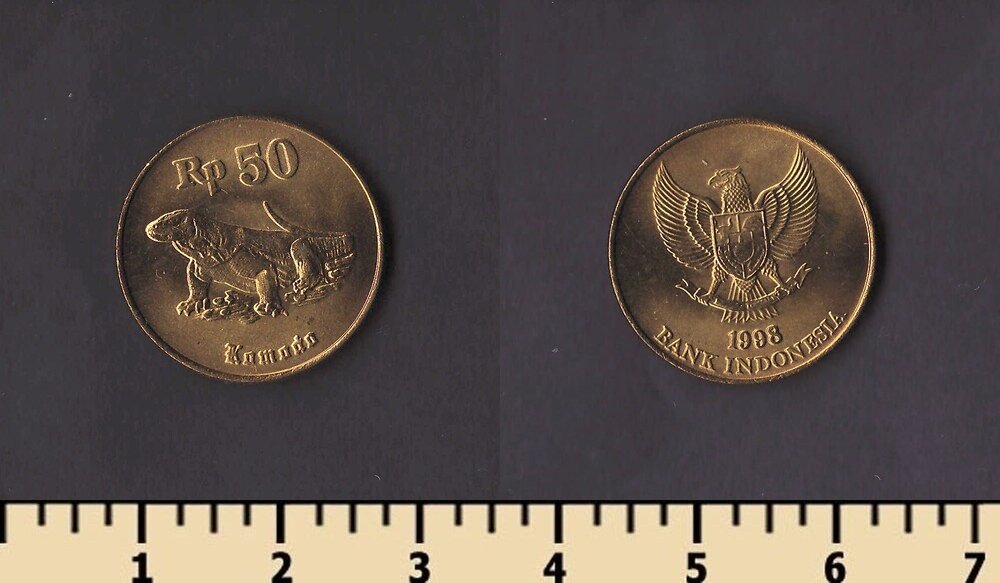 Rp 50
Komodo
1998
BANK INDONESIA
1 2 3 4 5 6 7